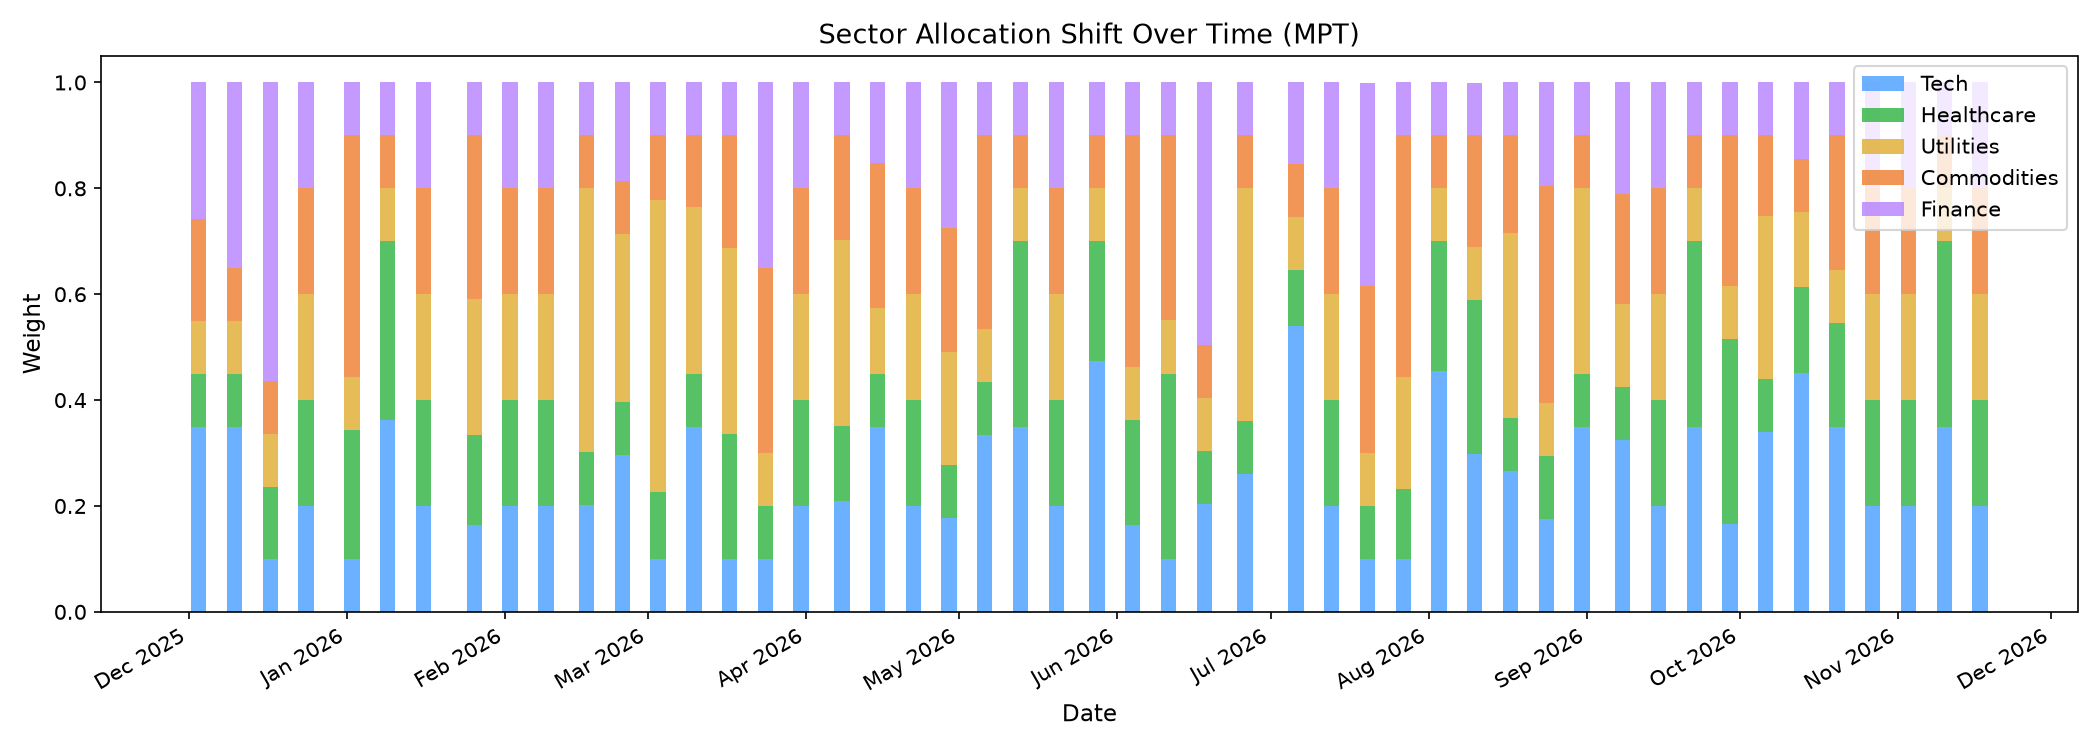 Sector Allocation Shift Over Time (MPT)
1.0
0.8
0.6
0.4
0.2
0.0
Weight
Tech
Healthcare
Utilities
Commodities
Finance
Dec 2025
Jan 2026
Feb 2026
Mar 2026
Apr 2026
May 2026
Jun 2026
Jul 2026
Aug 2026
Sep 2026
Oct 2026
Nov 2026
Dec 2026
Date